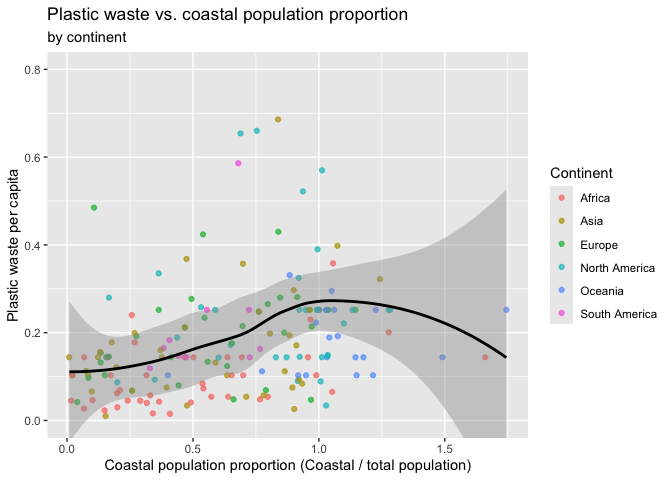 Plastic waste vs. coastal population proportion
by continent
Plastic waste per capita
0.8
0.6
0.4
0.2
0.0
0.0 0.5 1.0 1.5
Coastal population proportion (Coastal / total population)
Continent
Africa
Asia
Europe
North America
Oceania
South America